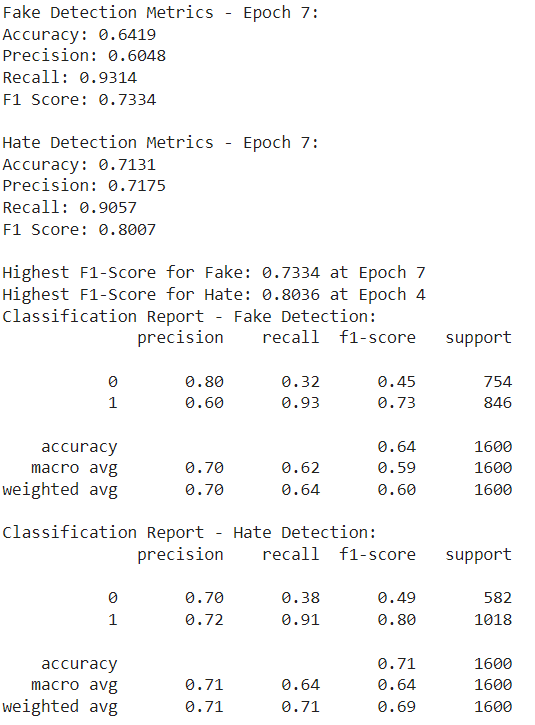 Fake Detection Metrics - Epoch 7:
Accuracy: 0.6419
Precision: 0.6048
Recall: 0.9314
F1 Score: 0.7334
Hate Detection Metrics - Epoch 7:
Accuracy: 0.7131
Precision: 0.7175
Recall: 0.9057
F1 Score: 0.8007
Highest F1-Score for Fake: 0.7334 at Epoch 7
Highest F1-Score for Hate: 0.8036 at Epoch 4
Classification Report - Fake Detection:
precision recall f1-score support
0 0.80 0.32 0.45 754
1 0.60 0.93 0.73 846
accuracy 0.64 1600
macro avg 0.70 0.62 0.59 1600
weighted avg 0.70 0.64 0.60 1600
Classification Report - Hate Detection:
precision recall f1-score support
0 0.70 0.38 0.49 582
1 0.72 0.91 0.80 1018
accuracy 0.71 1600
macro avg 0.71 0.64 0.64 1600
weighted avg 0.71 0.71 0.69 1600